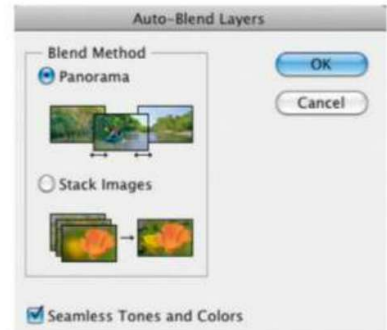 Auto-Blend Layers
Blend Method
Panorama
OK
Cancel
Stack Images
Seamless Tones and Colors